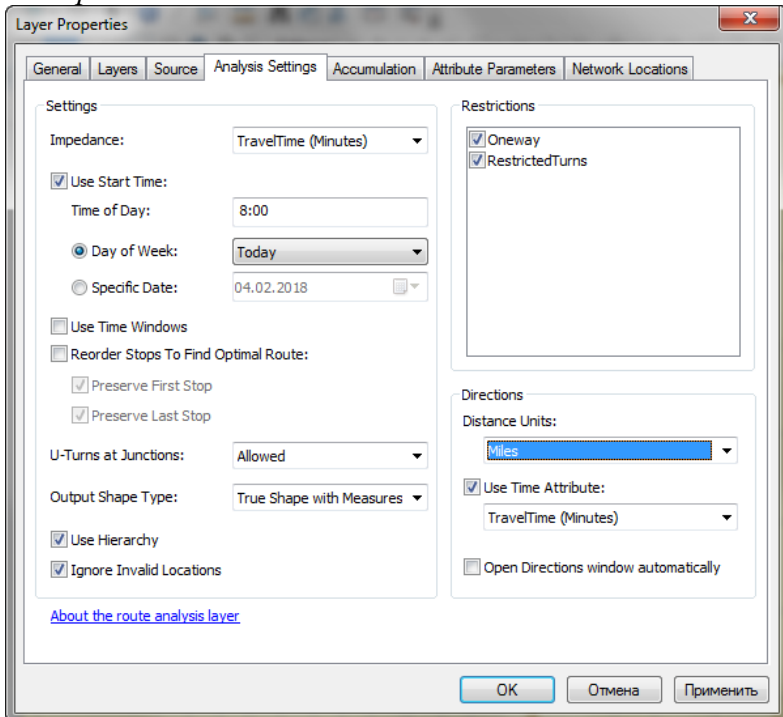 Layer Properties
General Layers Source Analysis Settings Accumulation Attribute Parameters Network Locations
Settings
Impedance: TravelTime (Minutes)
Use Start Time:
Time of Day: 8:00
Day of Week: Today
Specific Date: 04.02.2018
Use Time Windows
Reorder Stops To Find Optimal Route:
Preserve First Stop
Preserve Last Stop
U-Turns at Junctions: Allowed
Output Shape Type: True Shape with Measures
Use Hierarchy
Ignore Invalid Locations
About the route analysis layer
Restrictions
Oneway
RestrictedTurns
Directions
Distance Units:
Miles
Use Time Attribute:
TravelTime (Minutes)
Open Directions window automatically
OK Отмена Применить